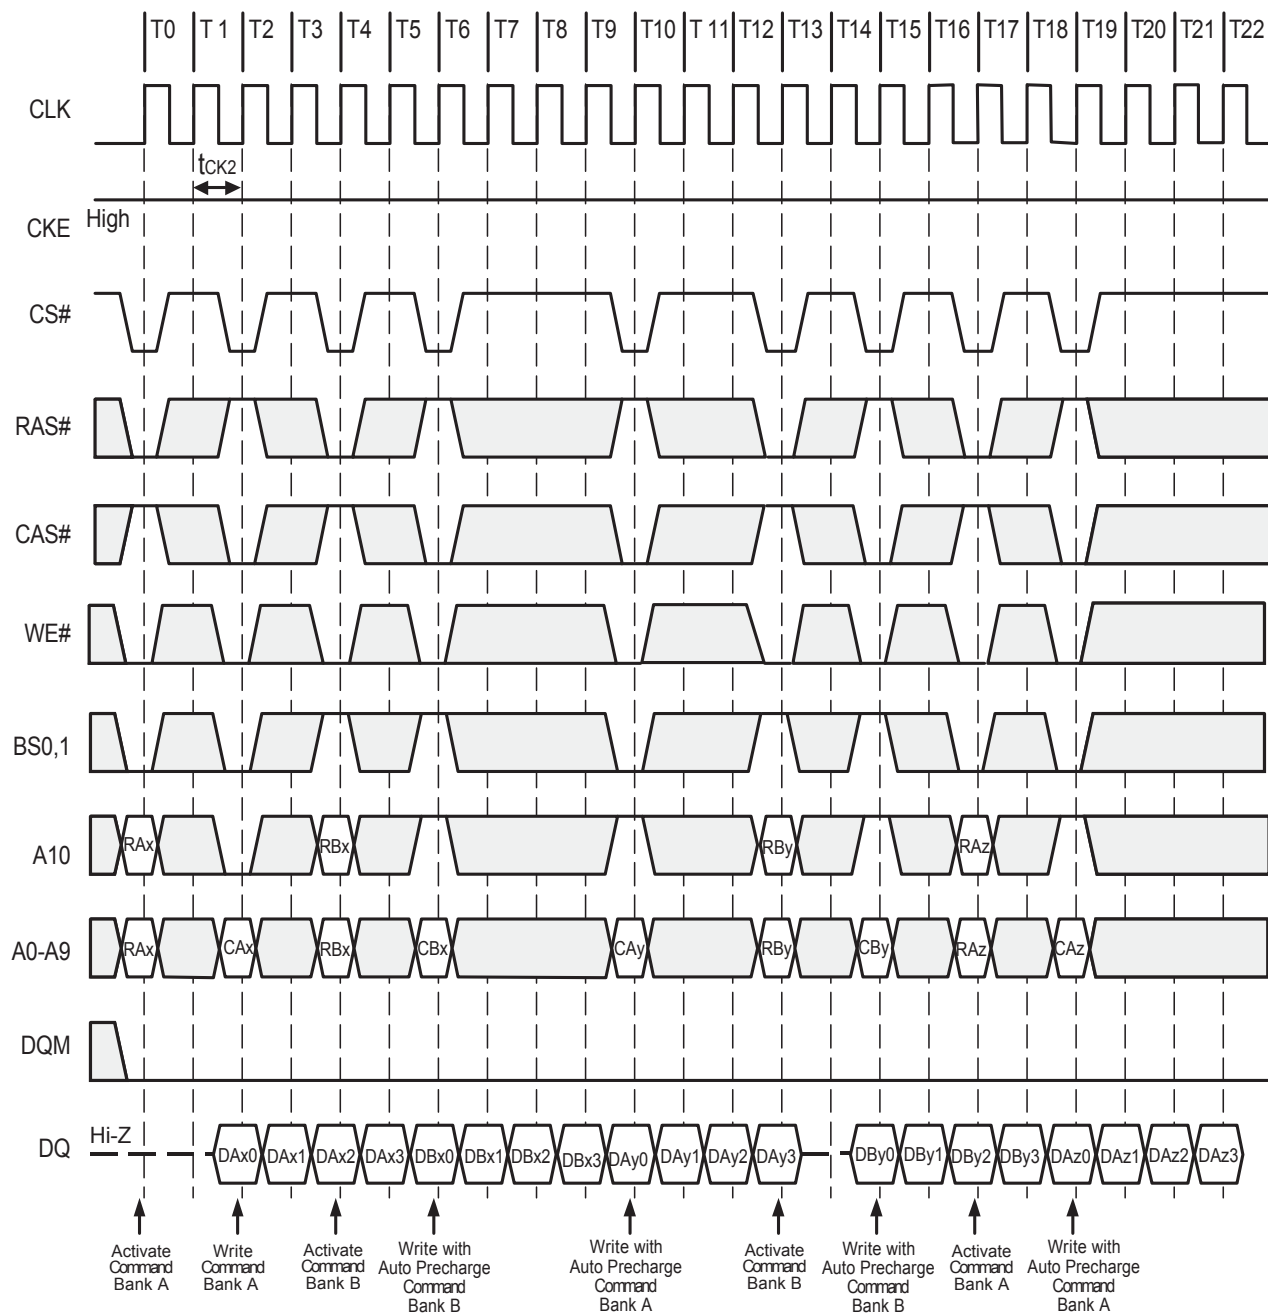 T0 T 1 T2 T3 T4 T5 T6 T7 T8 T9 T10 T 11 T12 T13 T14 T15 T16 T17 T18 T19 T20 T21 T22
CLK
tCK2
CKE High
CS#
RAS#
CAS#
WE#
BS0,1
A10 RAx RBx RBy RAz
A0-A9 RAx CAx RBx CBx CAy RBy CBy RAz CAz
DQM
DQ Hi-Z DAx0 DAx1 DAx2 DAx3 DBx0 DBx1 DBx2 DBx3 DAy0 DAy1 DAy2 DAy3 DBy0 DBy1 DBy2 DBy3 DAz0 DAz1 DAz2 DAz3
Activate
Command
Bank A
Write
Command
Bank A
Activate
Command
Bank B
Write with
Auto Precharge
Command
Bank B
Write with
Auto Precharge
Command
Bank A
Activate
Command
Bank B
Write with
Auto Precharge
Command
Bank B
Activate
Command
Bank A
Write with
Auto Precharge
Command
Bank A